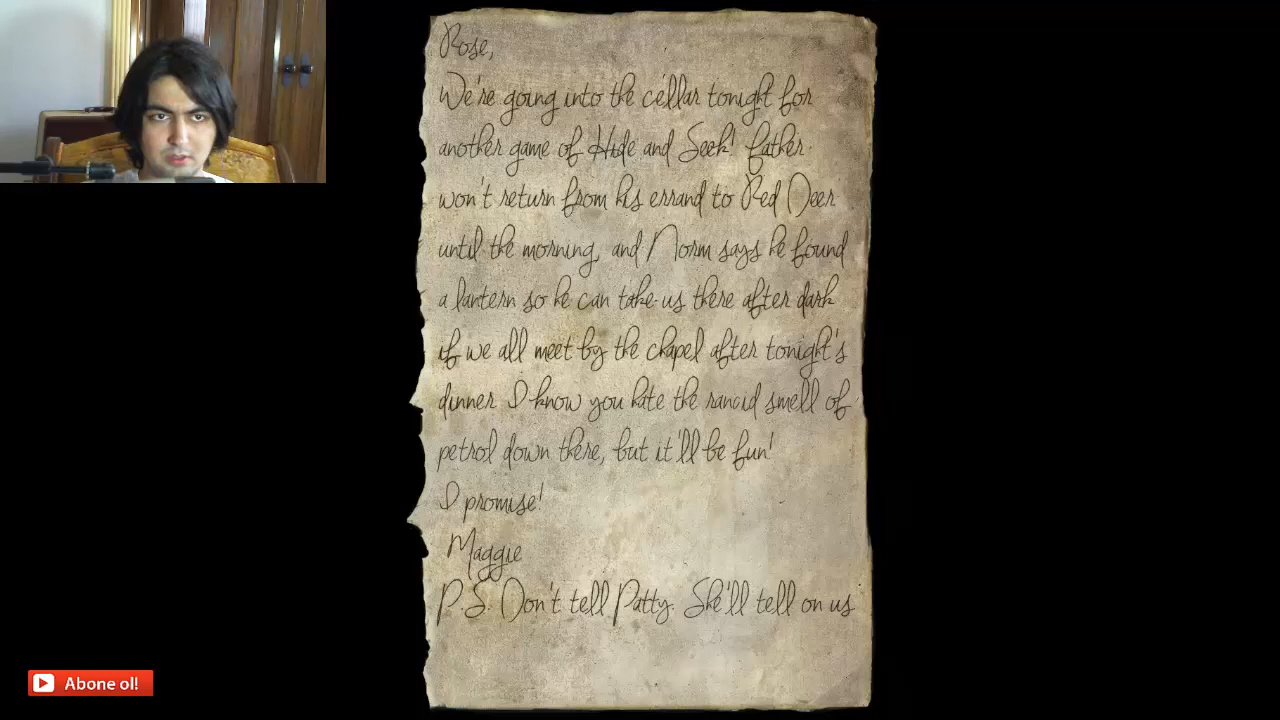 Rose,
We're going into the cellar tonight for
another game of Hide and Seek! Father
won't return from his errand to Red Deer
until the morning, and Norm says he found
a lantern so he can take us there after dark
if we all meet by the chapel after tonight's
dinner. I know you hate the rancid smell of
petrol down there, but it'll be fun!
I promise!
Maggie
P.S. Don't tell Patty. She'll tell on us
Abone ol!